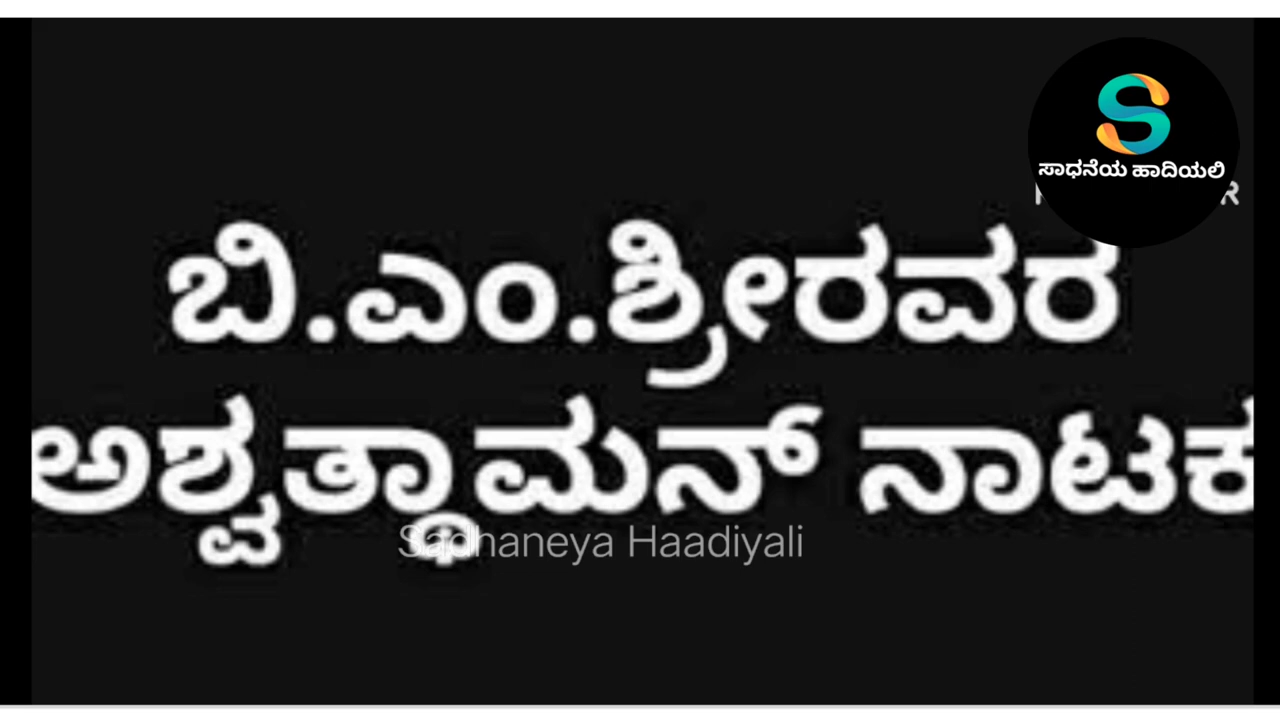 ಸಾಧನೆಯ ಹಾದಿಯಲಿ
ಬಿ.ಎಂ.ಶ್ರೀರವರ
ಅಶ್ವತ್ಥಾಮನ್ ನಾಟಕ
Sadhaneya Haadiyali